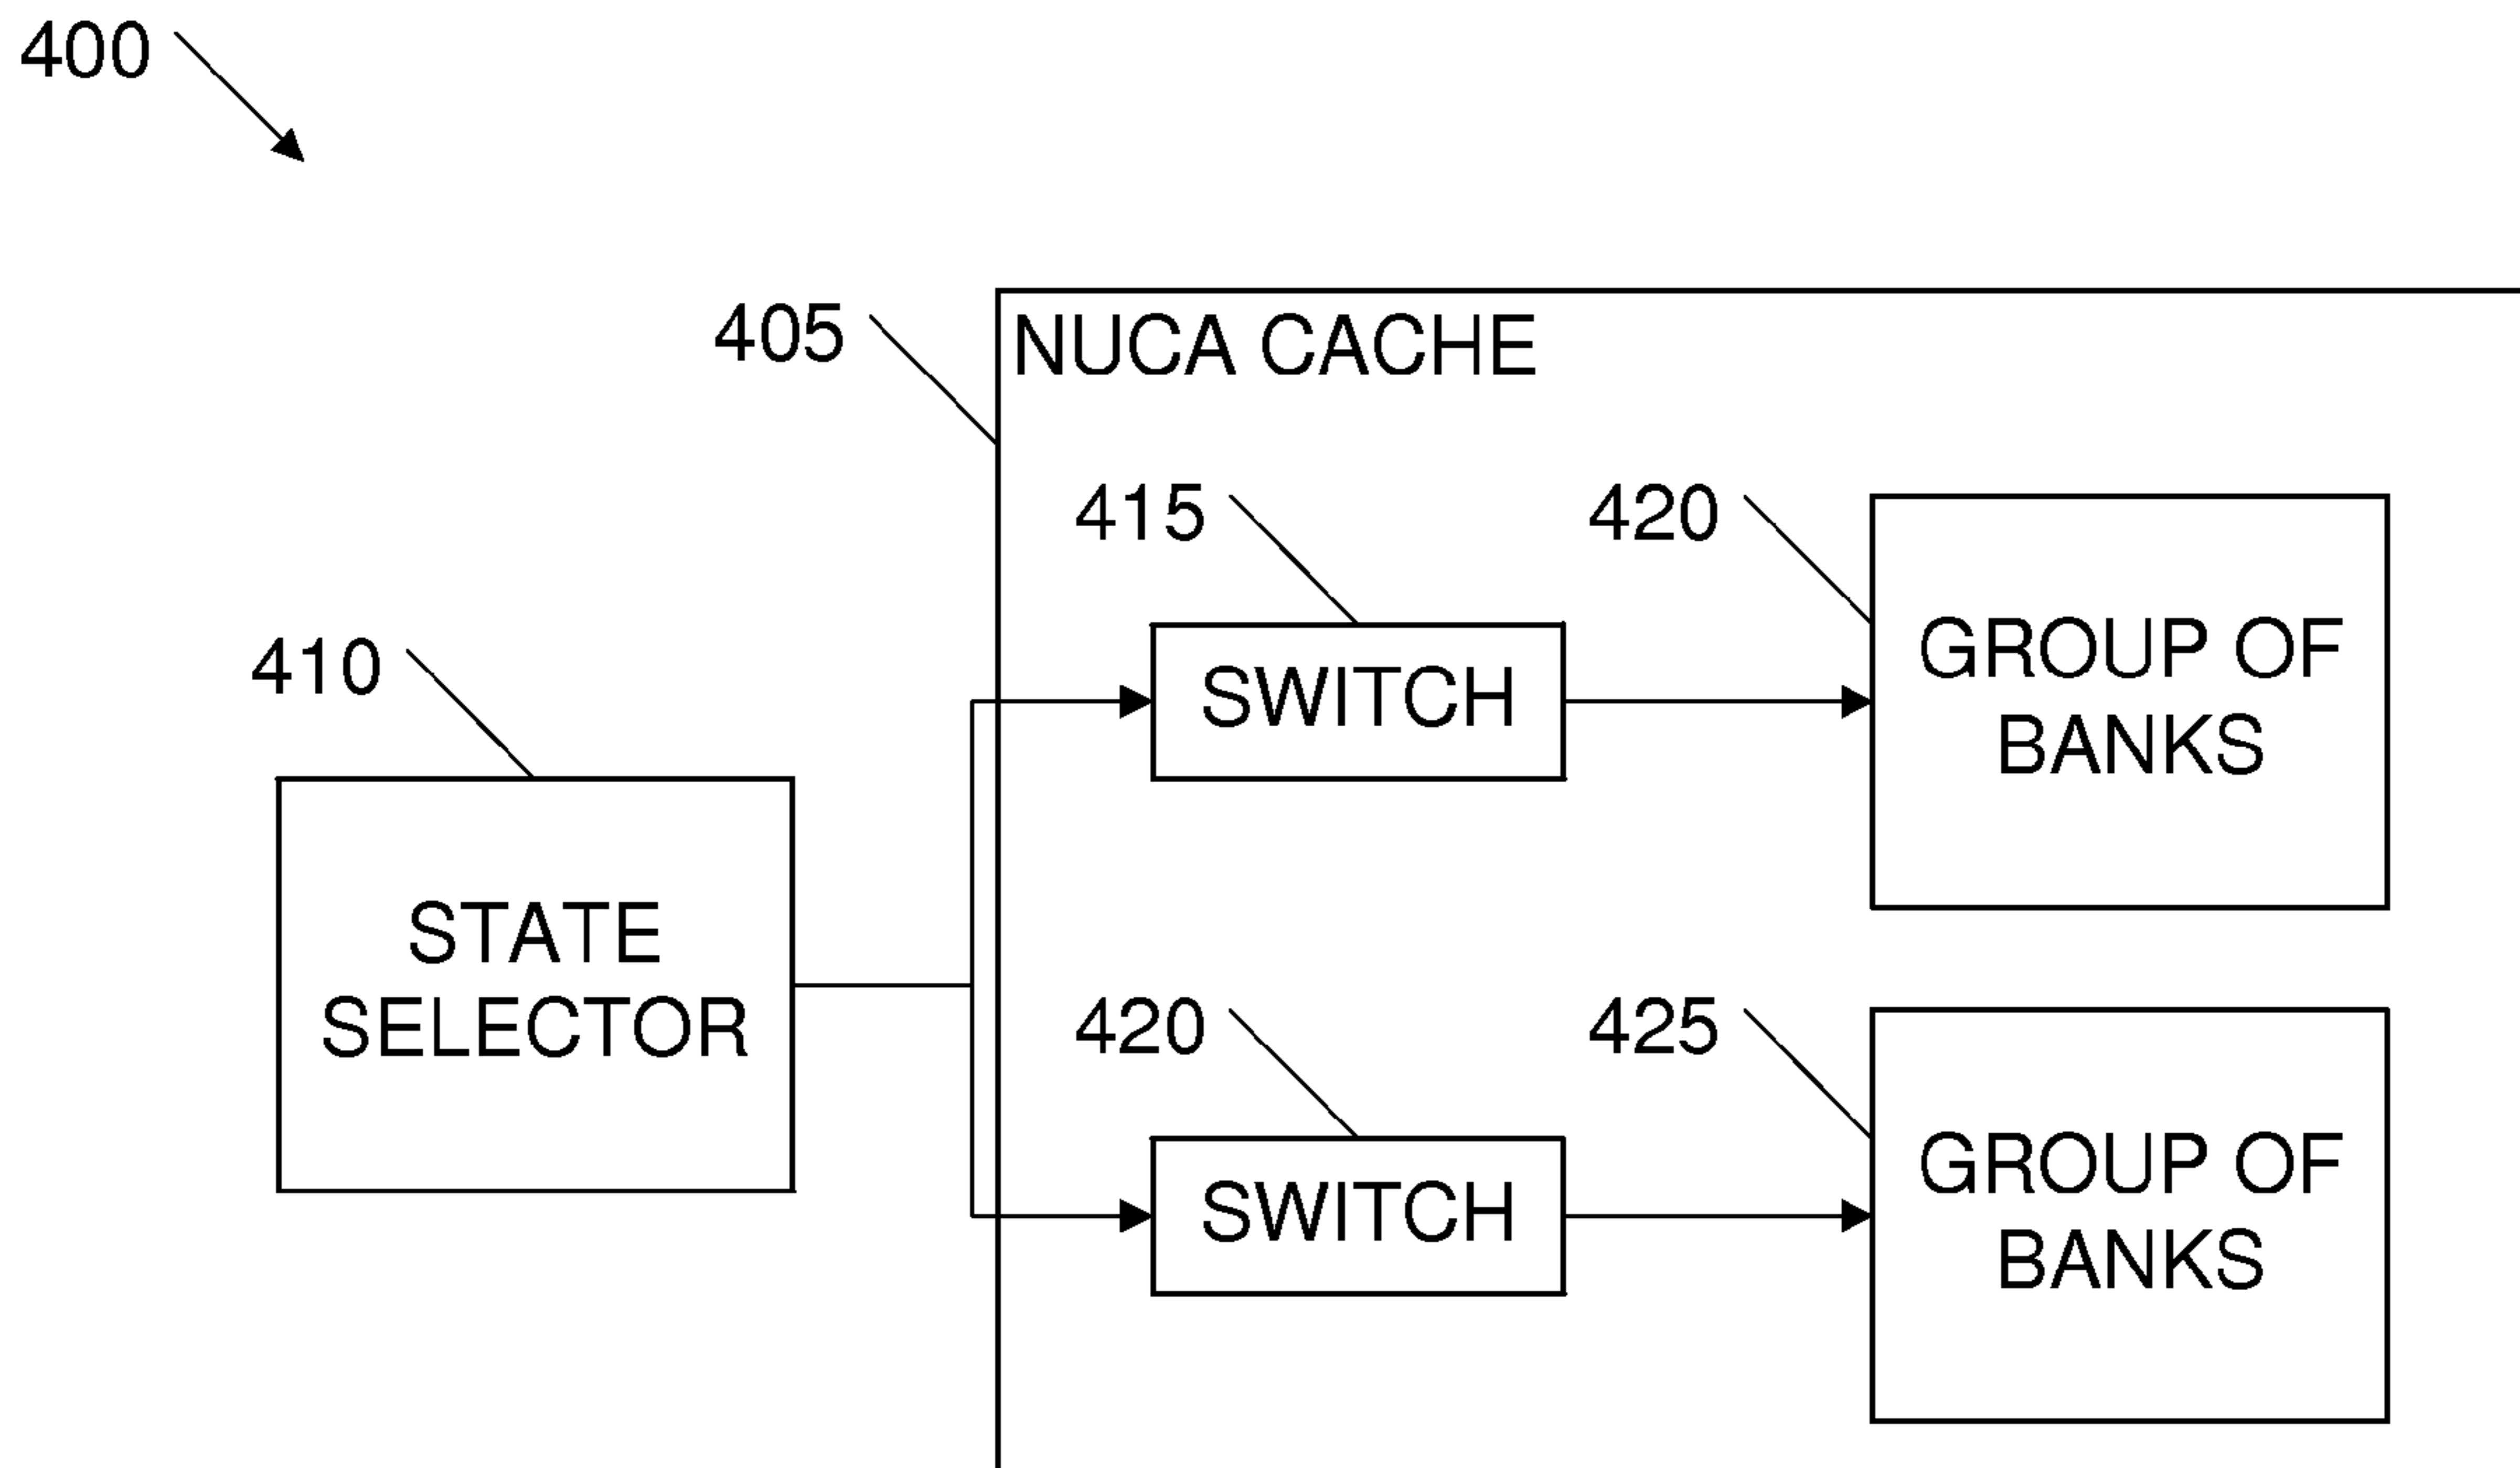 400
405
NUCA CACHE
415
420
410
SWITCH
GROUP OF
BANKS
STATE
SELECTOR
420
425
SWITCH
GROUP OF
BANKS